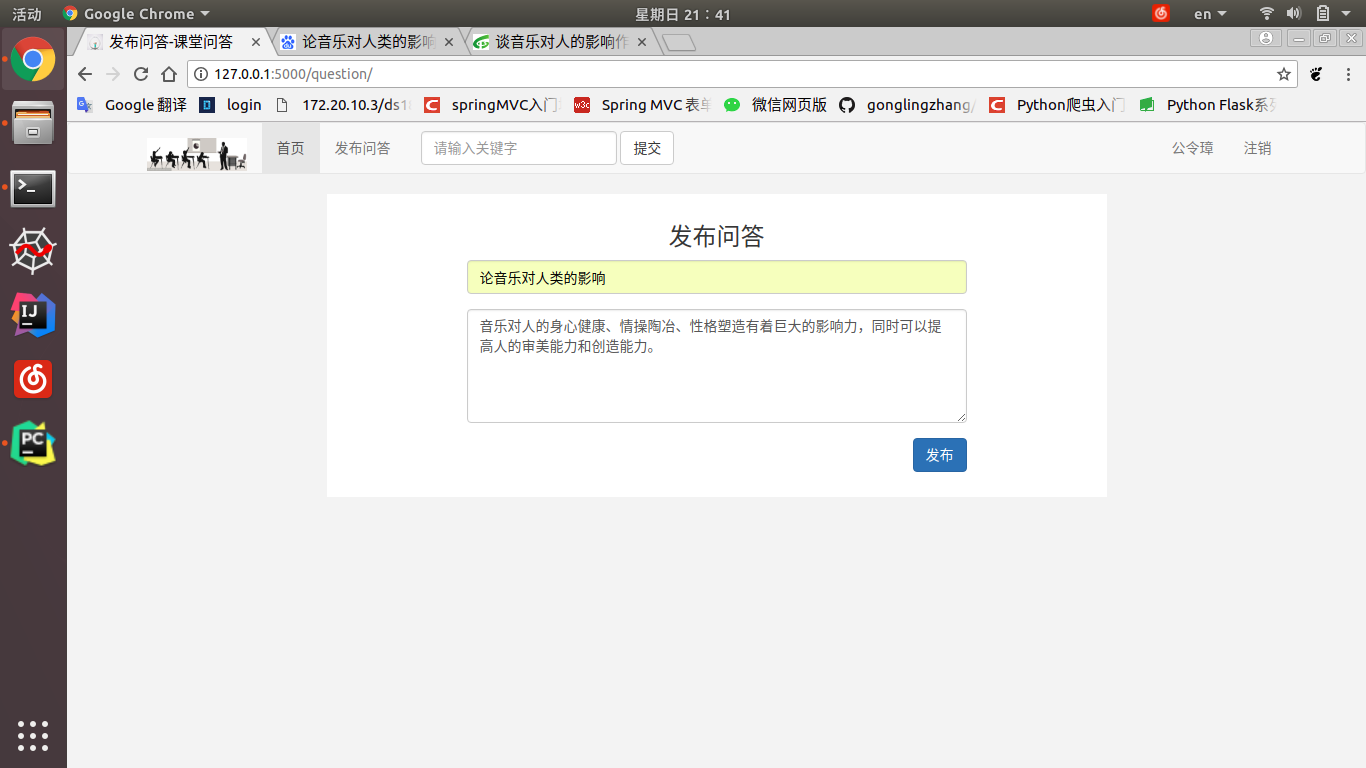 活动 Google Chrome 星期日 21：41 en
发布问答-课堂问答 论音乐对人类的影响 谈音乐对人的影响作
127.0.0.1:5000/question/
Google 翻译 login 172.20.10.3/ds1 springMVC入门 Spring MVC 表单 微信网页版 gonglingzhang/ Python爬虫入门 Python Flask系列
首页 发布问答 请输入关键字 提交 公令璋 注销
发布问答
论音乐对人类的影响
音乐对人的身心健康、情操陶冶、性格塑造有着巨大的影响力，同时可以提
高人的审美能力和创造能力。
发布